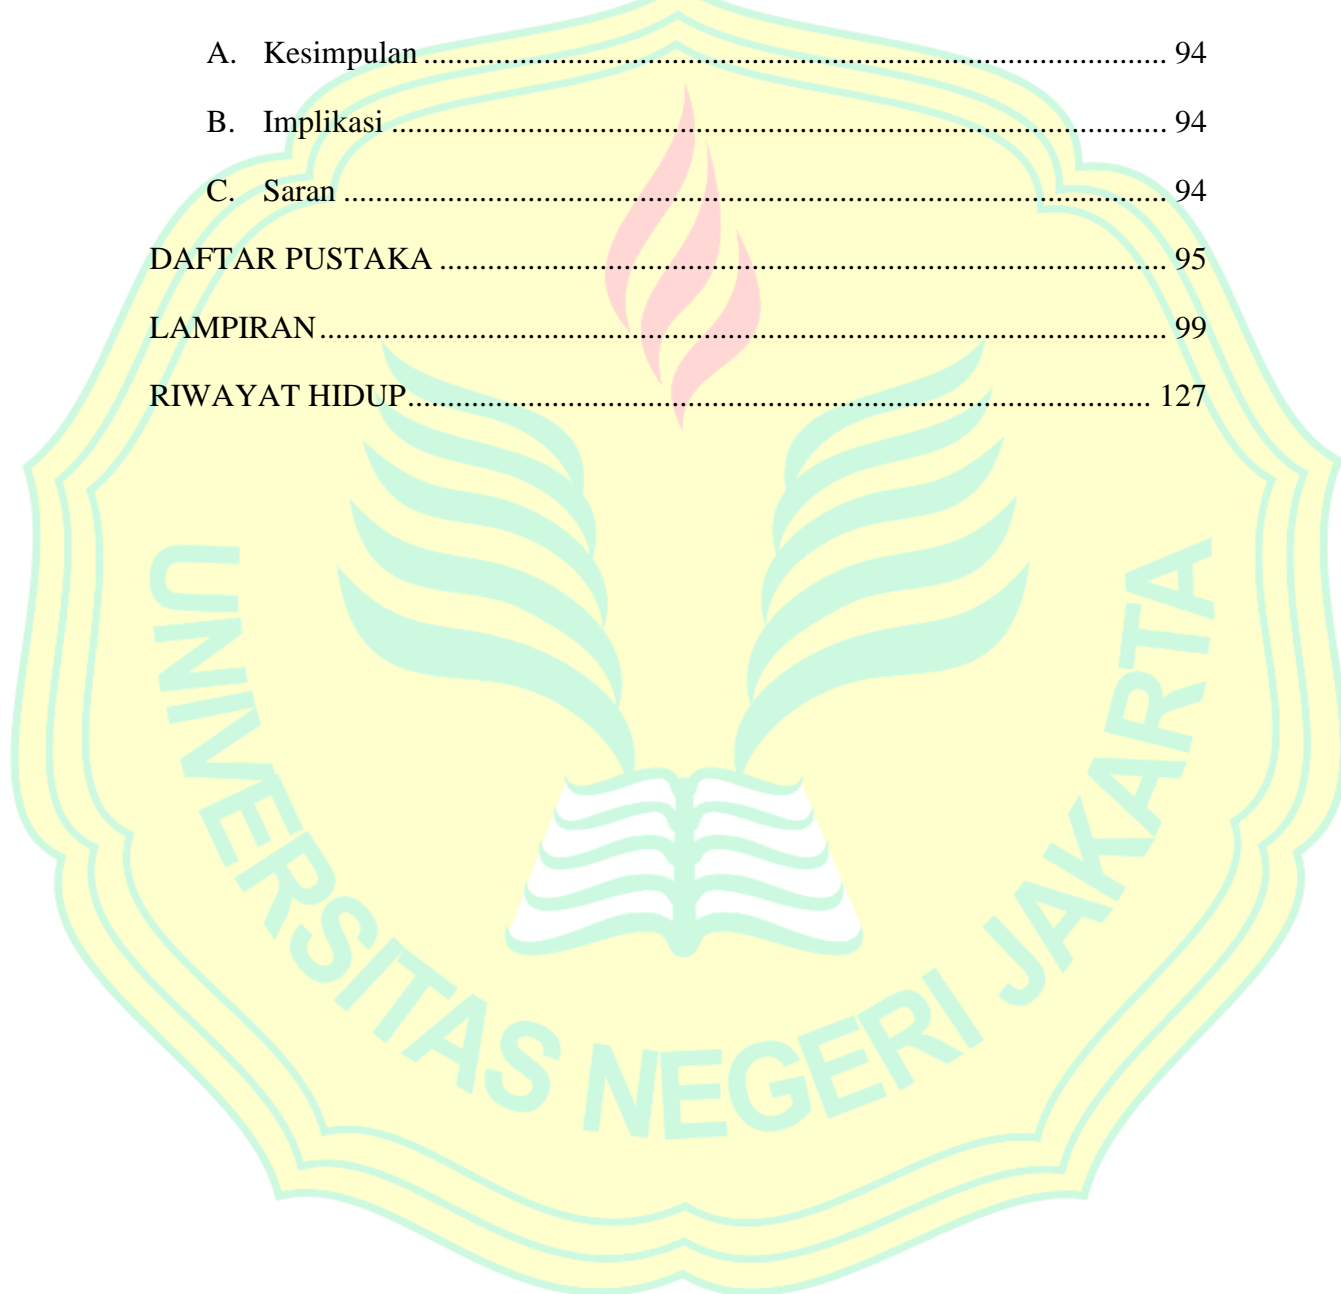 A. Kesimpulan ............................................................................................. 94
B. Implikasi ................................................................................................. 94
C. Saran ....................................................................................................... 94
DAFTAR PUSTAKA ........................................................................................... 95
LAMPIRAN .......................................................................................................... 99
RIWAYAT HIDUP ............................................................................................. 127
UNIVERSITAS NEGERI JAKARTA